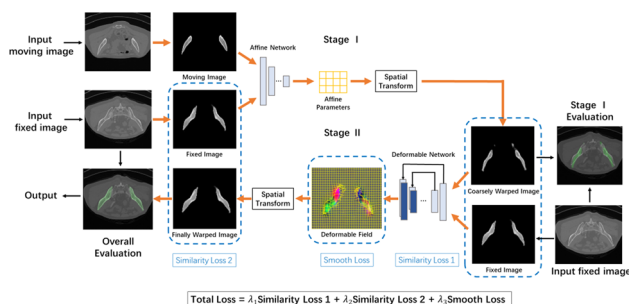 Input
moving image
Moving Image
Affine Network
...
Stage I
Affine
Parameters
Spatial
Transform
Input
fixed image
Fixed Image
Stage II
Deformable Network
...
Coarsely Warped Image
Stage I
Evaluation
Output
Overall
Evaluation
Finally Warped Image
Spatial
Transform
Deformable Field
Fixed Image
Input fixed image
Similarity Loss 2
Smooth Loss
Similarity Loss 1
Total Loss = λ₁Similarity Loss 1 + λ₂Similarity Loss 2 + λ₃Smooth Loss